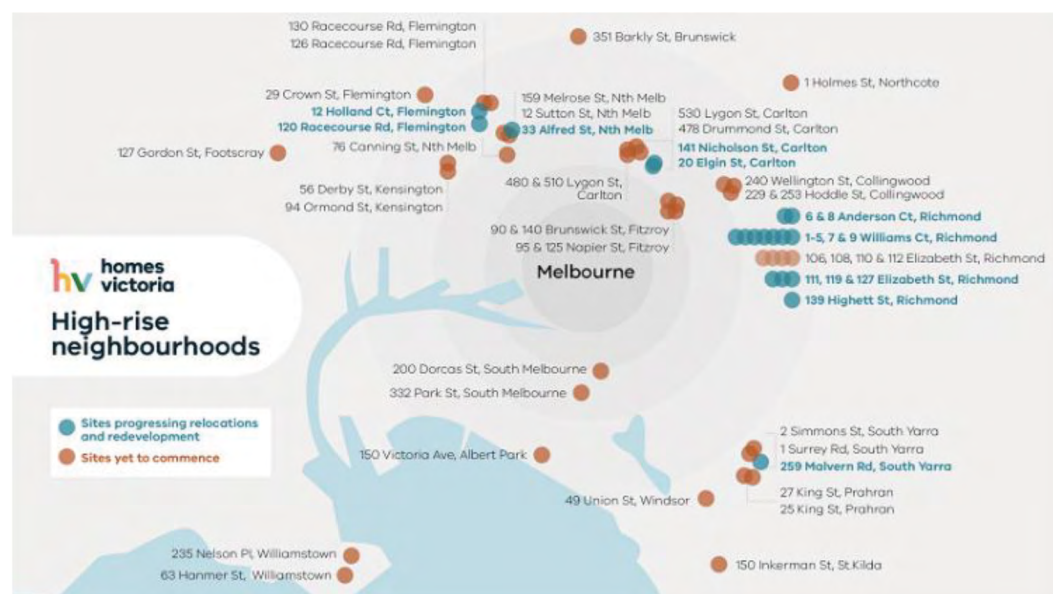 130 Racecourse Rd, Flemington
126 Racecourse Rd, Flemington
351 Barkly St, Brunswick
1 Holmes St, Northcote
29 Crown St, Flemington
12 Holland Ct, Flemington
120 Racecourse Rd, Flemington
76 Canning St, Nth Melb
159 Melrose St, Nth Melb
12 Sutton St, Nth Melb
33 Alfred St, Nth Melb
530 Lygon St, Carlton
478 Drummond St, Carlton
141 Nicholson St, Carlton
20 Elgin St, Carlton
127 Gordon St, Footscray
56 Derby St, Kensington
94 Ormond St, Kensington
480 & 510 Lygon St,
Carlton
240 Wellington St, Collingwood
229 & 253 Hoddle St, Collingwood
90 & 140 Brunswick St, Fitzroy
95 & 125 Napier St, Fitzroy
6 & 8 Anderson Ct, Richmond
1-5, 7 & 9 Williams Ct, Richmond
106, 108, 110 & 112 Elizabeth St, Richmond
111, 119 & 127 Elizabeth St, Richmond
139 Highett St, Richmond
Melbourne
hv homes
victoria
High-rise
neighbourhoods
200 Dorcas St, South Melbourne
332 Park St, South Melbourne
Sites progressing relocations
and redevelopment
Sites yet to commence
150 Victoria Ave, Albert Park
2 Simmons St, South Yarra
1 Surrey Rd, South Yarra
259 Malvern Rd, South Yarra
27 King St, Prahran
25 King St, Prahran
49 Union St, Windsor
235 Nelson Pl, Williamstown
63 Hanmer St, Williamstown
150 Inkerman St, St.Kilda